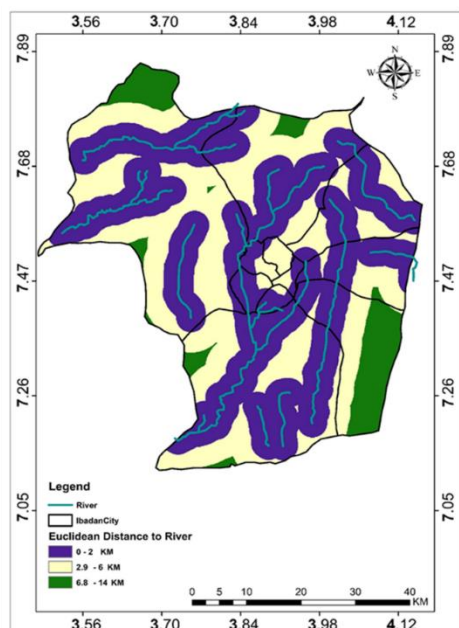 3.56 3.70 3.84 3.98 4.12
7.89 7.89
N
W E
S
7.68 7.68
7.47 7.47
7.26 7.26
7.05 7.05
Legend
River
IbadanCity
Euclidean Distance to River
0 - 2 KM
2.9 - 6 KM
6.8 - 14 KM
0 5 10 20 30 40
KM
3.56 3.70 3.84 3.98 4.12